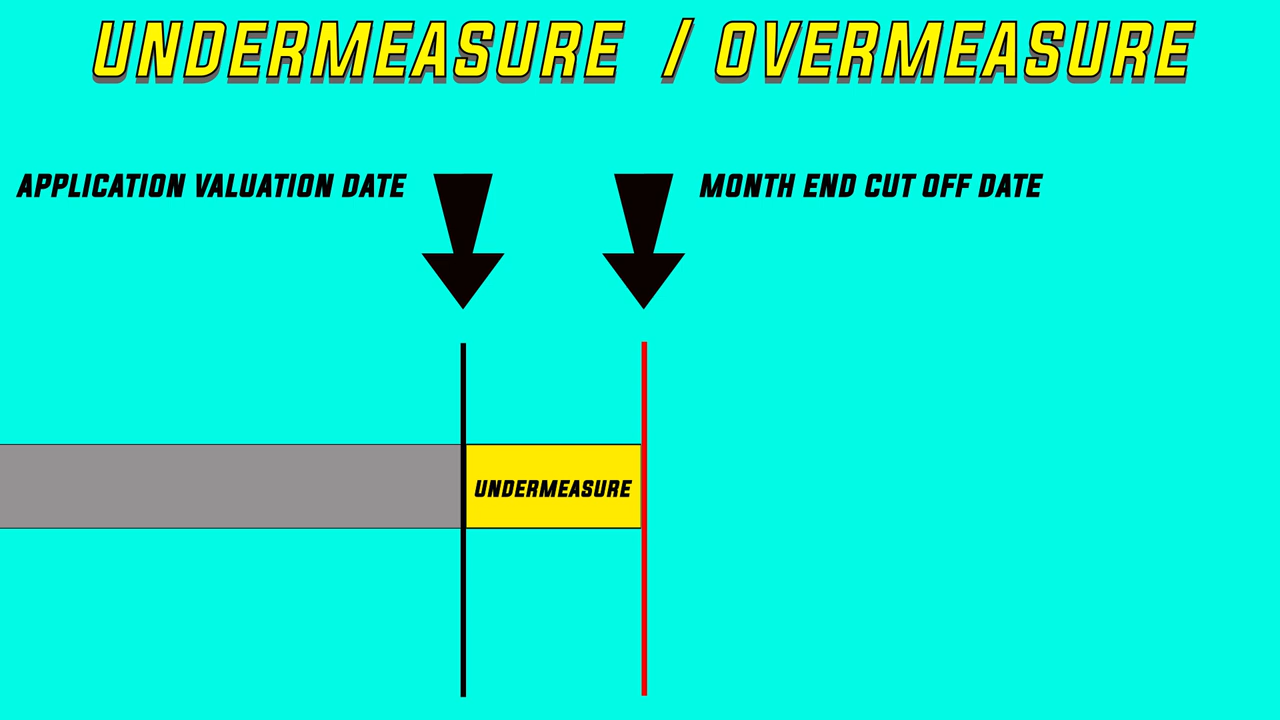 UNDERMEASURE / OVERMEASURE
APPLICATION VALUATION DATE
MONTH END CUT OFF DATE
UNDERMEASURE